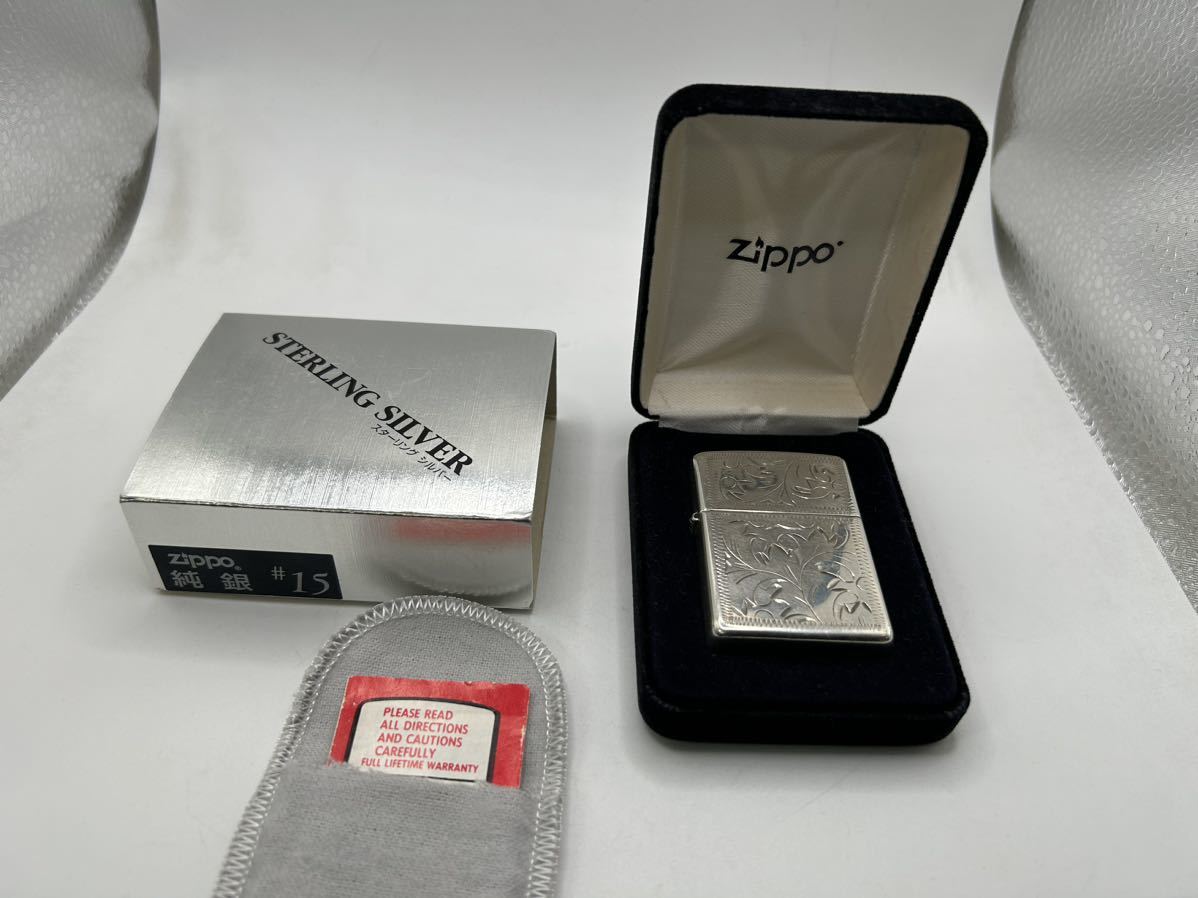 zippo
STERLING SILVER
スターリング シルバー
zippo
純銀 #15
PLEASE READ
ALL DIRECTIONS
AND CAUTIONS
CAREFULLY
FULL LIFETIME WARRANTY